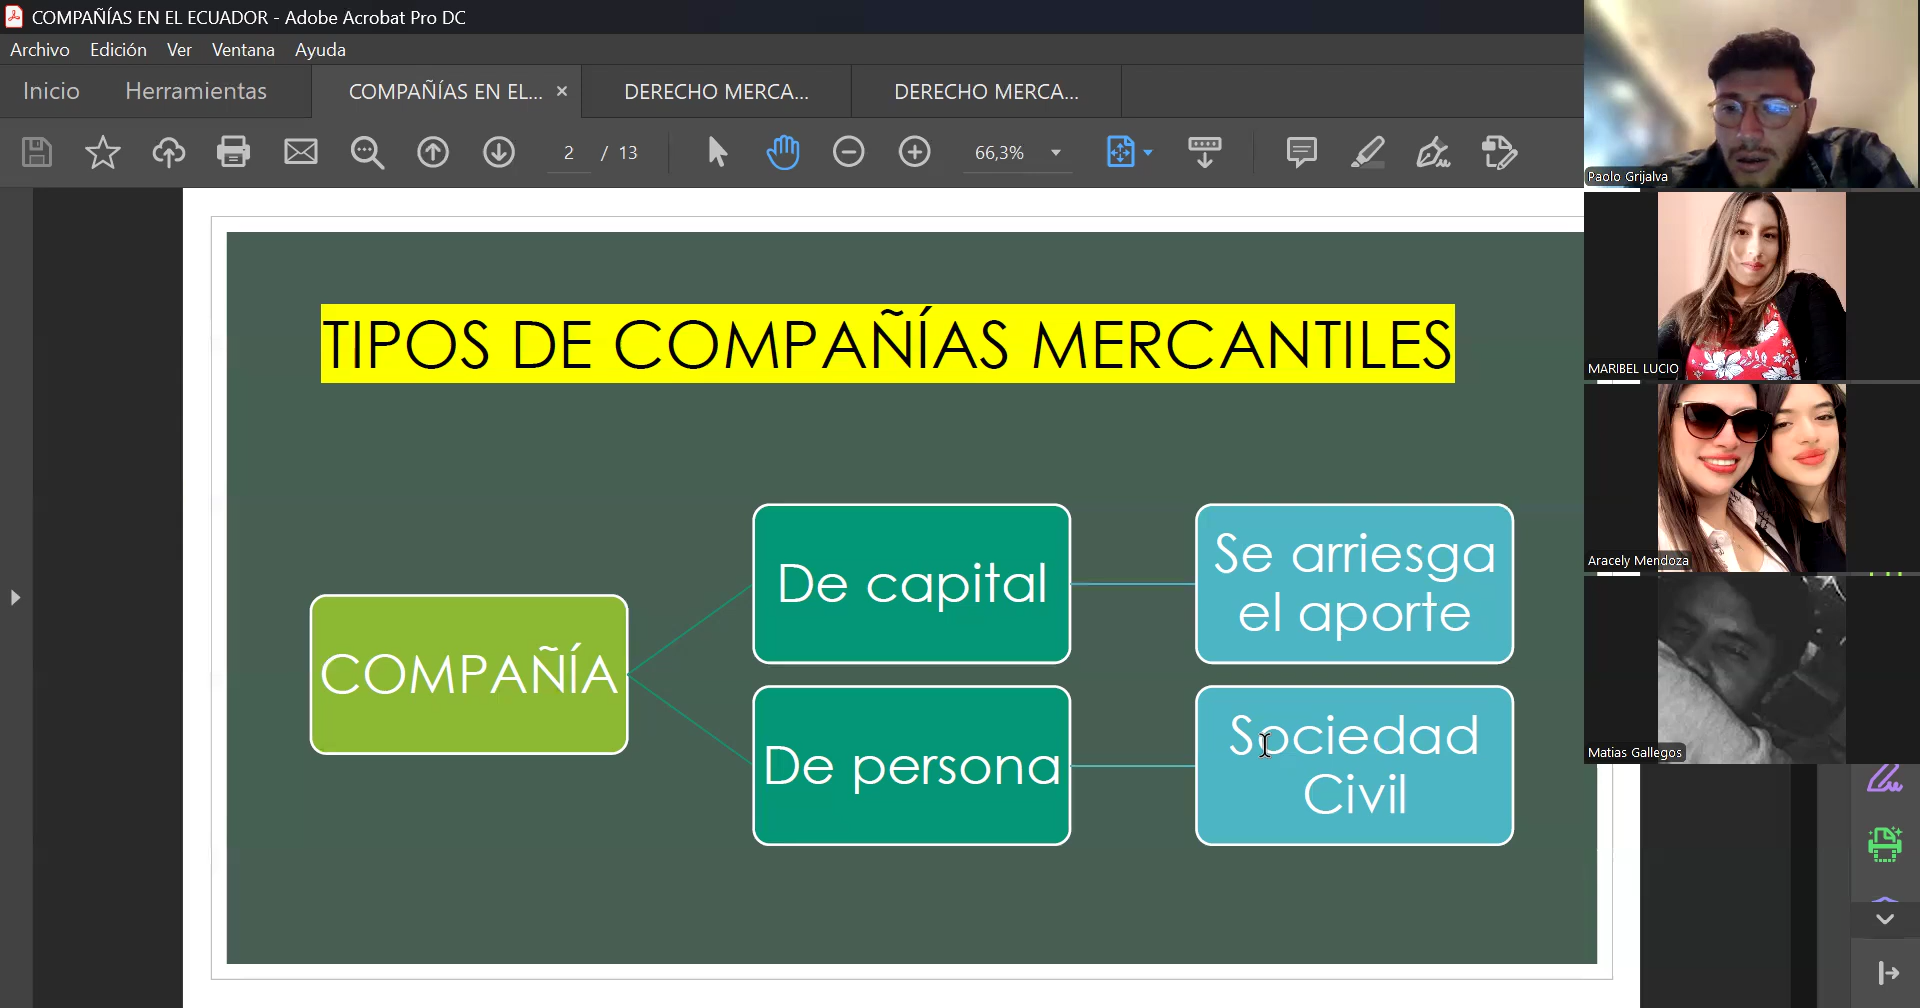 COMPAÑÍAS EN EL ECUADOR - Adobe Acrobat Pro DC
Archivo Edición Ver Ventana Ayuda
Inicio Herramientas COMPAÑÍAS EN EL... × DERECHO MERCA... DERECHO MERCA...
2 / 13 66,3%
TIPOS DE COMPAÑÍAS MERCANTILES
COMPAÑÍA
De capital
Se arriesga
el aporte
De persona
Sociedad
Civil
Paolo Grijalva
MARIBEL LUCIO
Aracely Mendoza
Matias Gallegos